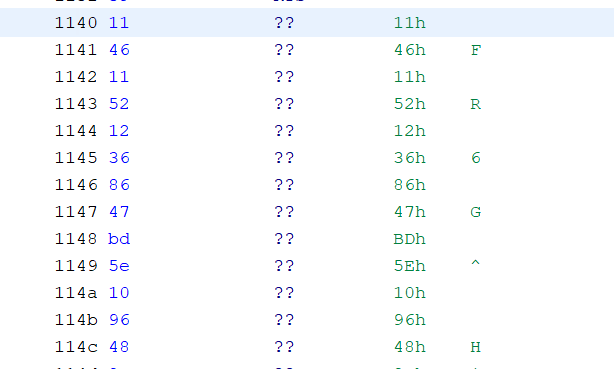 1140 11 ?? 11h
1141 46 ?? 46h F
1142 11 ?? 11h
1143 52 ?? 52h R
1144 12 ?? 12h
1145 36 ?? 36h 6
1146 86 ?? 86h
1147 47 ?? 47h G
1148 bd ?? BDh
1149 5e ?? 5Eh ^
114a 10 ?? 10h
114b 96 ?? 96h
114c 48 ?? 48h H